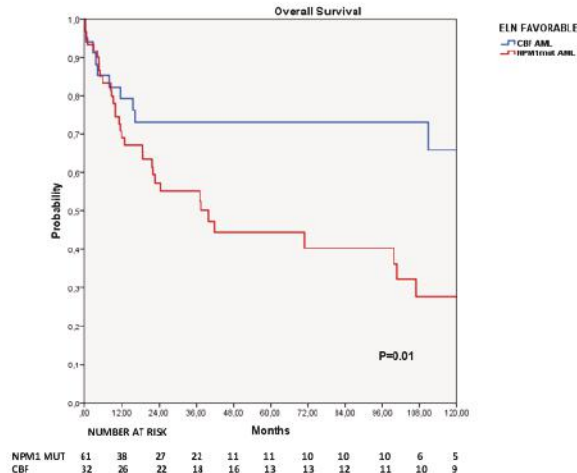 Overall Survival
ELN FAVORABLE
CBF AML
NPM1mut AML
1,0
0,9
0,8
0,7
0,6
0,5
0,4
0,3
0,2
0,1
0,0
Probability
P=0.01
,00 12,00 24,00 36,00 48,00 60,00 72,00 84,00 96,00 108,00 120,00
NUMBER AT RISK
Months
NPM1 MUT 61 38 27 21 11 11 10 10 10 6 5
CBF 32 26 22 18 16 13 13 12 11 10 9